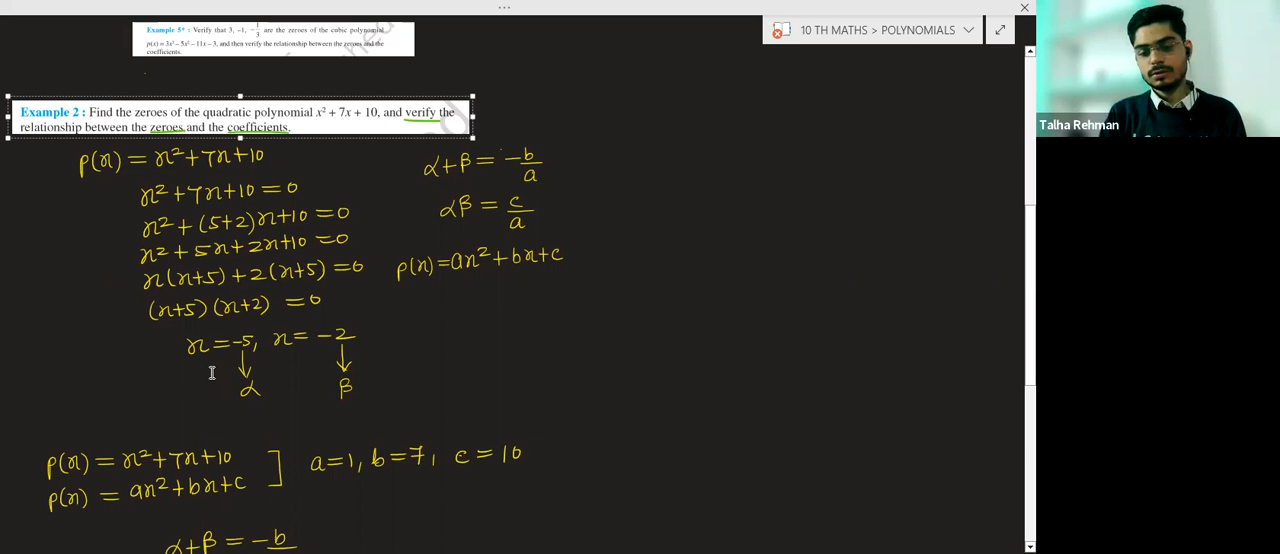 Example 5* : Verify that 3, –1, –1/3 are the zeroes of the cubic polynomial
p(x) = 3x³ – 5x² – 11x – 3, and then verify the relationship between the zeroes and the
coefficients.
10 TH MATHS > POLYNOMIALS
Talha Rehman
Example 2 : Find the zeroes of the quadratic polynomial x² + 7x + 10, and verify the
relationship between the zeroes and the coefficients.
p(x) = x² + 7x + 10
x² + 7x + 10 = 0
x² + (5+2)x + 10 = 0
x² + 5x + 2x + 10 = 0
x(x+5) + 2(x+5) = 0
(x+5) (x+2) = 0
x = -5, x = -2
α β
α + β = -b/a
αβ = c/a
p(x) = ax² + bx + c
p(x) = x² + 7x + 10
p(x) = ax² + bx + c
] a = 1, b = 7, c = 10
α + β = -b